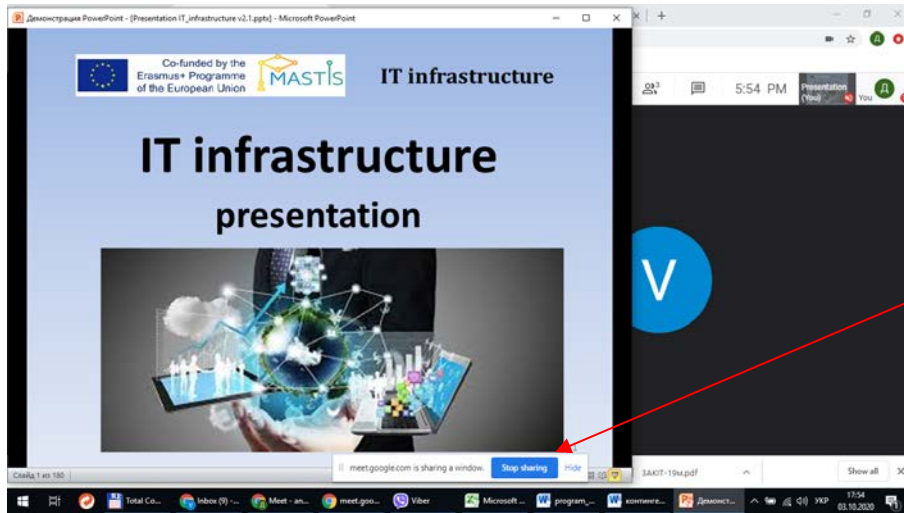 Демонстрация PowerPoint - [Presentation IT_infrastructure v2.1.pptx] - Microsoft PowerPoint
Co-funded by the
Erasmus+ Programme
of the European Union
MASTIS
IT infrastructure
IT infrastructure
presentation
3
5:54 PM
Presentation
(You)
You
Д
Д
V
meet.google.com is sharing a window.
Stop sharing
Hide
Слайд 1 из 180
ЗАКІТ-19м.pdf
Show all
Total Co...
Inbox (9) -...
Meet - an...
meet.goo...
Viber
Microsoft ...
program_...
континге...
Демонст...
УКР
17:54
03.10.2020